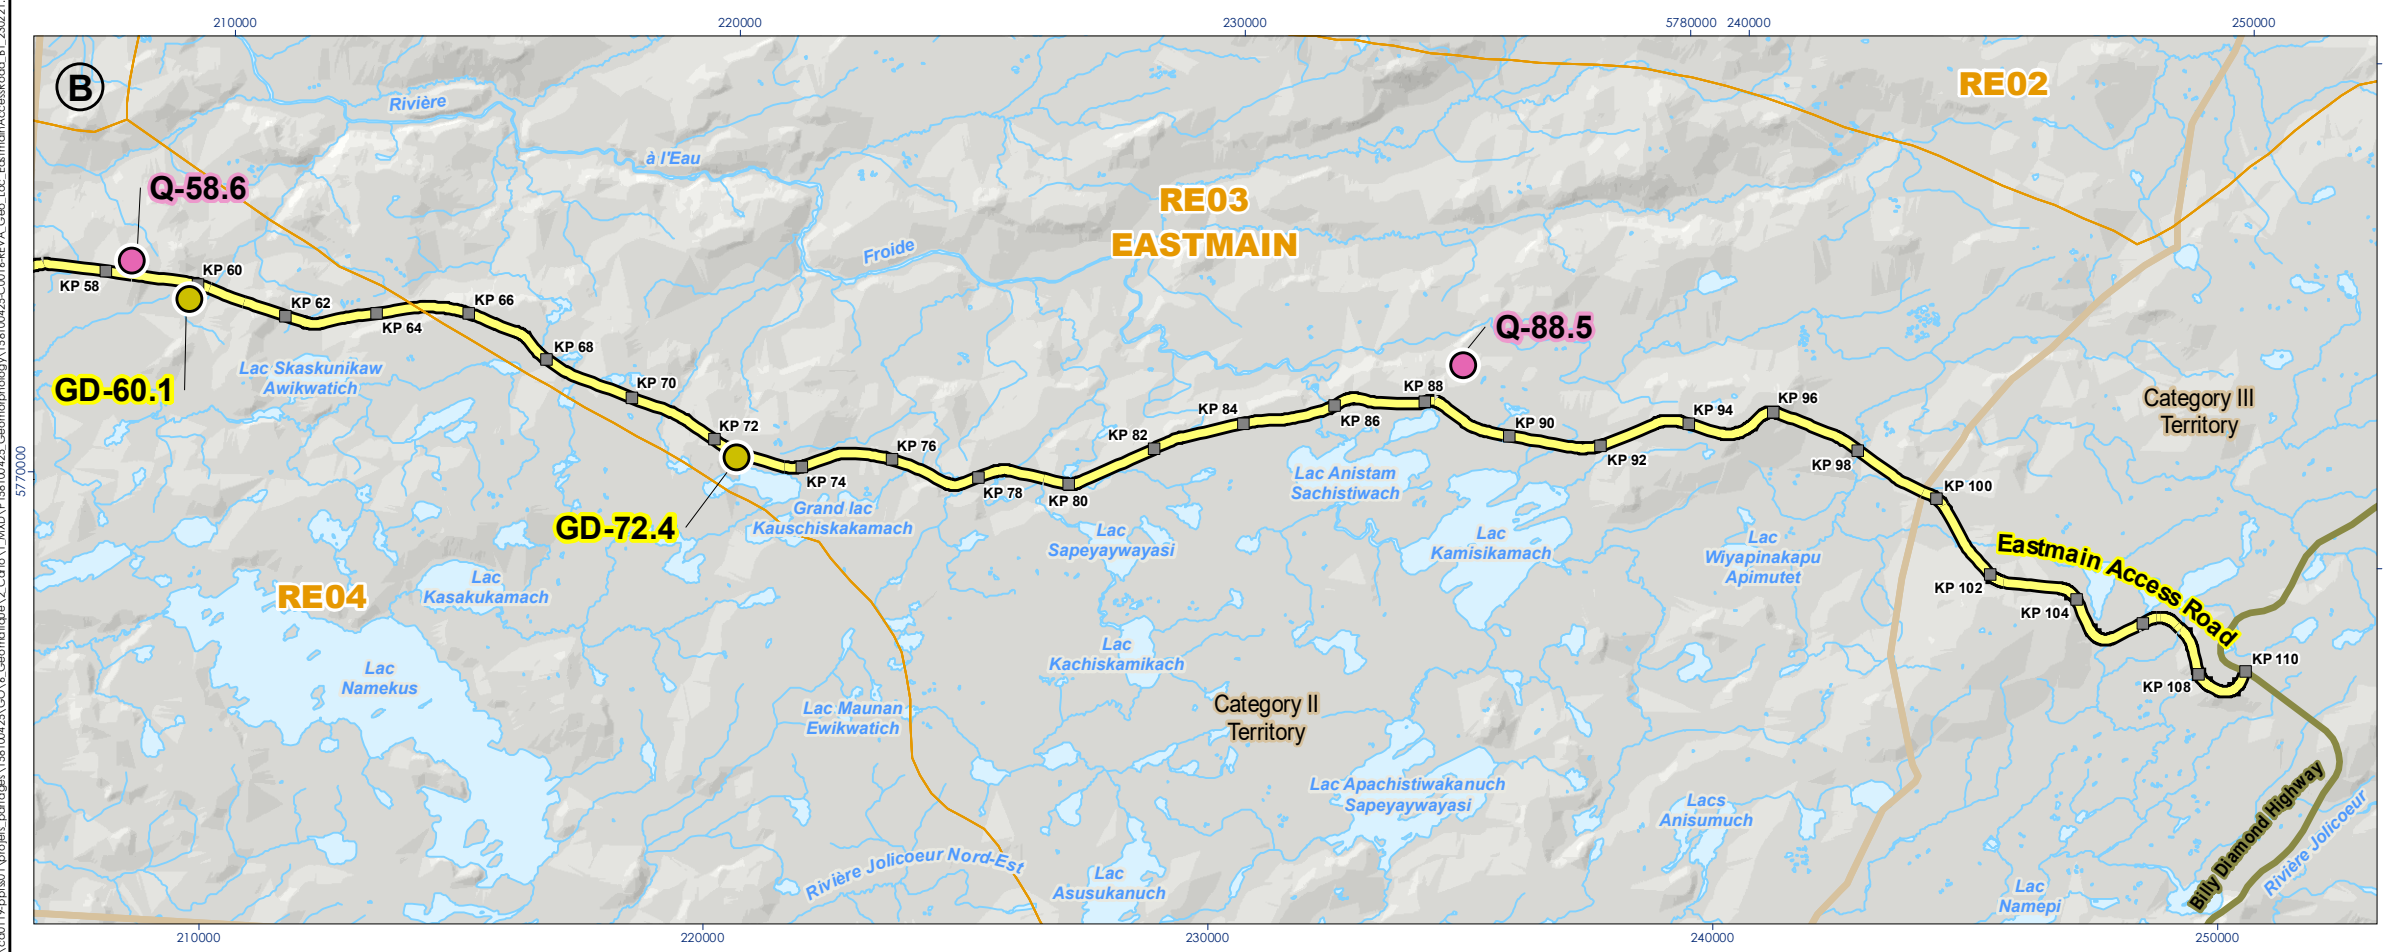 210000
220000
230000
5780000
240000
250000
B
RE02
Rivière
à l'Eau
Froide
Q-58.6
RE03
EASTMAIN
KP 58
KP 60
KP 62
KP 64
KP 66
KP 68
KP 70
KP 72
KP 74
KP 76
KP 78
KP 80
KP 82
KP 84
KP 86
KP 88
KP 90
KP 92
KP 94
KP 96
KP 98
KP 100
KP 102
KP 104
KP 108
KP 110
Q-88.5
GD-60.1
Lac Skaskunikaw
Awikwatich
Category III
Territory
5770000
GD-72.4
Grand lac
Kauschiskakamach
Lac
Sapeyaywayasi
Lac Anistam
Sachistiwach
Lac
Kamisikamach
Lac
Wiyapinakapu
Apimutet
Eastmain Access Road
RE04
Lac
Kasakukamach
Lac
Namekus
Lac
Kachiskamikach
Lac Maunan
Ewikwatich
Category II
Territory
Lac Apachistiwakanuch
Sapeyaywayasi
Lacs
Anisumuch
Rivière Jolicoeur Nord-Est
Lac
Asusukanuch
Lac
Namepi
Billy Diamond Highway
Rivière Jolicoeur
210000
220000
230000
240000
250000